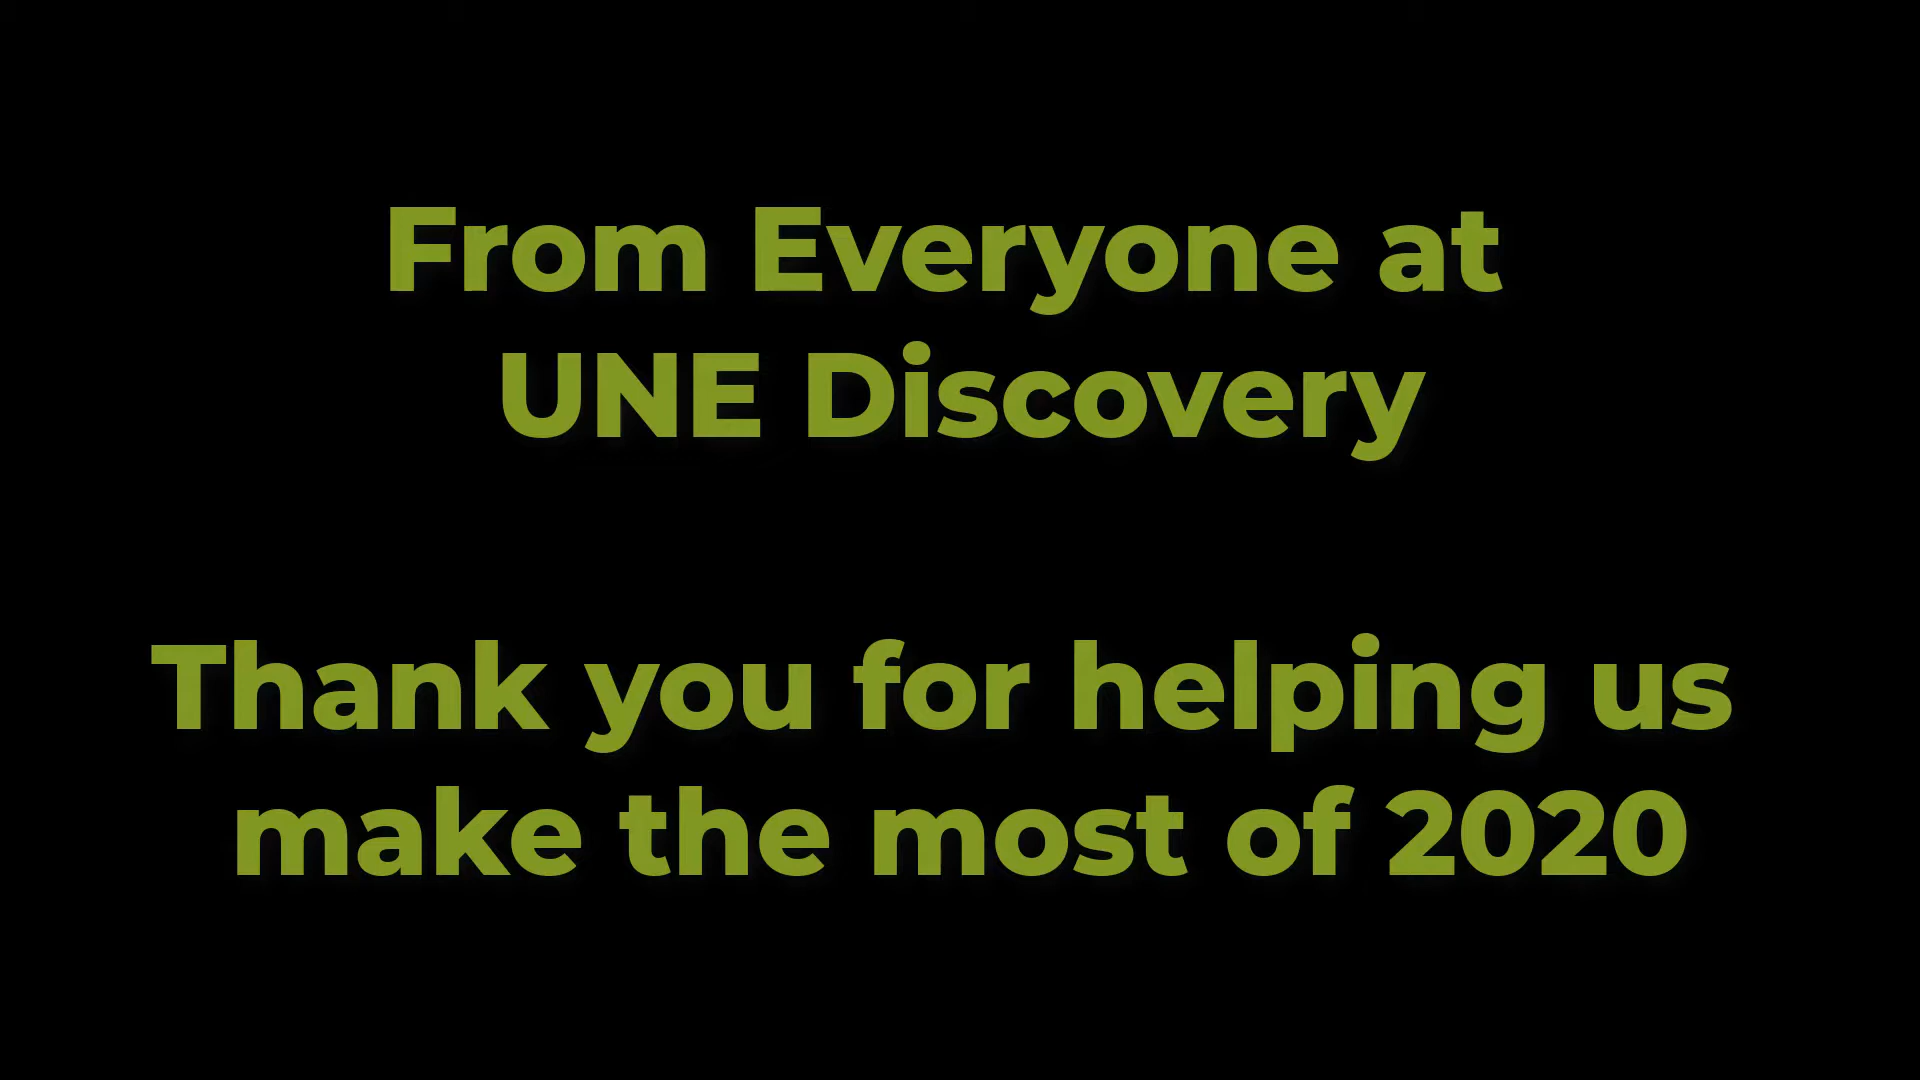 From Everyone at
UNE Discovery
Thank you for helping us
make the most of 2020